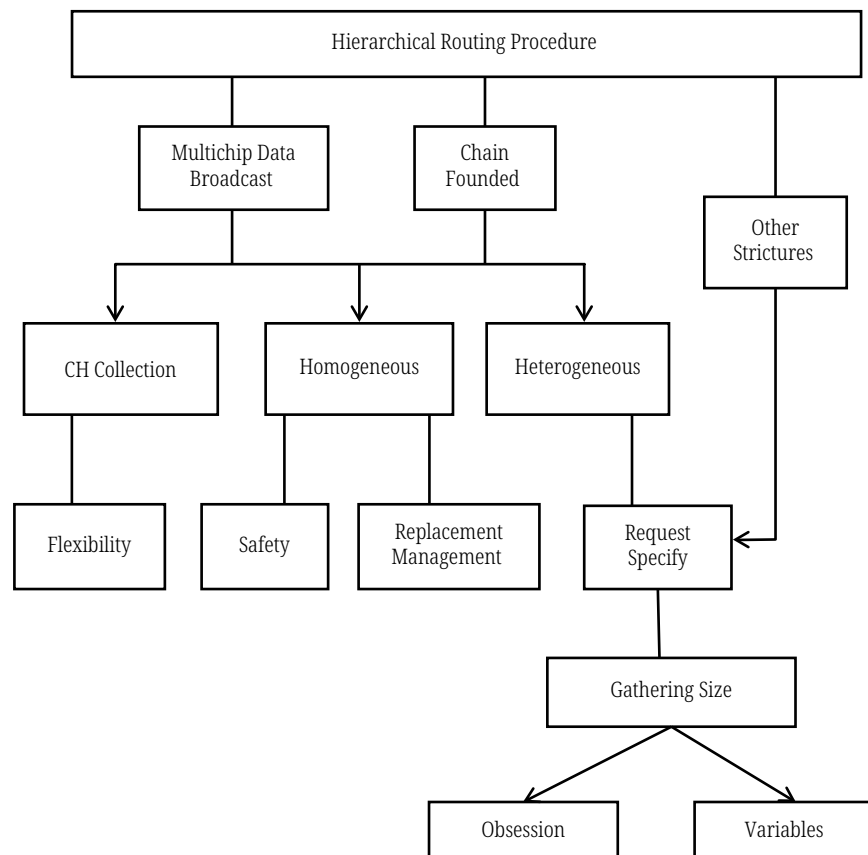 Hierarchical Routing Procedure
Multichip Data
Broadcast
Chain
Founded
Other
Strictures
CH Collection
Homogeneous
Heterogeneous
Flexibility
Safety
Replacement
Management
Request
Specify
Gathering Size
Obsession
Variables